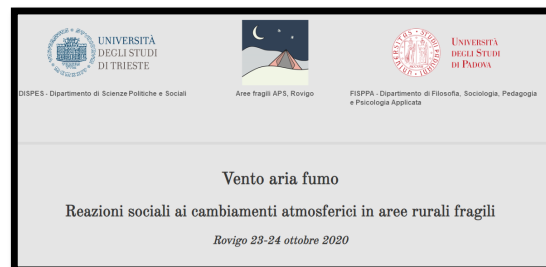 UNIVERSITÀ
DEGLI STUDI
DI TRIESTE
UNIVERSITÀ
DEGLI STUDI
DI PADOVA
DISPES - Dipartimento di Scienze Politiche e Sociali
Aree fragili APS, Rovigo
FISPPA - Dipartimento di Filosofia, Sociologia, Pedagogia
e Psicologia Applicata
Vento aria fumo
Reazioni sociali ai cambiamenti atmosferici in aree rurali fragili
Rovigo 23-24 ottobre 2020